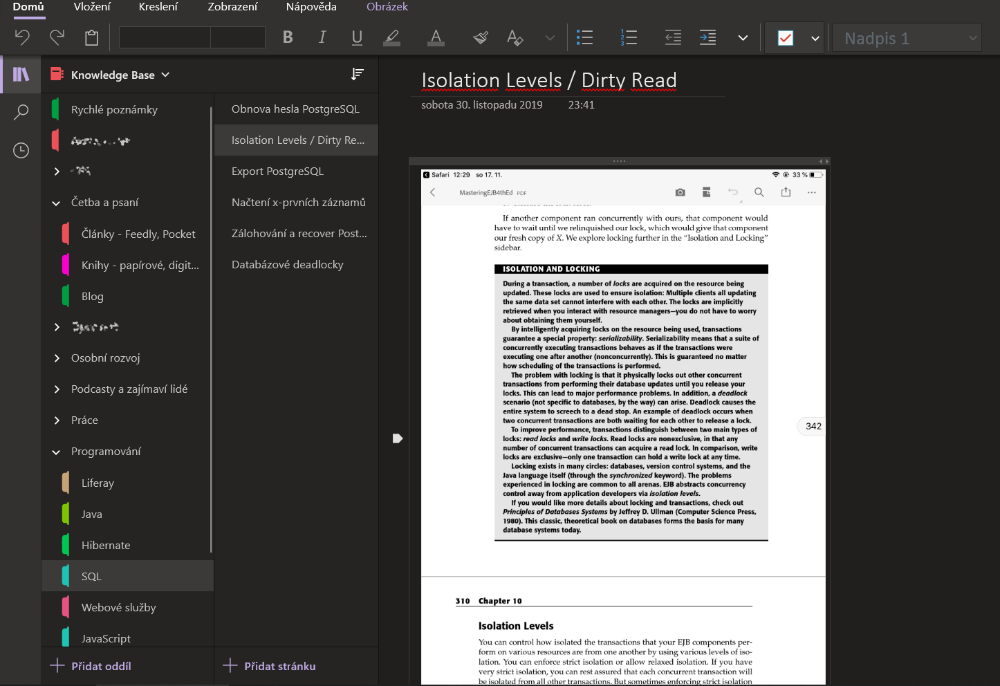 Domů Vložení Kreslení Zobrazení Nápověda Obrázek
B I U A A 1 2 3 Nadpis 1
Knowledge Base
Rychlé poznámky
Četba a psaní
Články - Feedly, Pocket
Knihy - papírové, digit...
Blog
Osobní rozvoj
Podcasty a zajímaví lidé
Práce
Programování
Liferay
Java
Hibernate
SQL
Webové služby
JavaScript
Přidat oddíl
Obnova hesla PostgreSQL
Isolation Levels / Dirty Re...
Export PostgreSQL
Načtení x-prvních záznamů
Zálohování a recover Post...
Databázové deadlocky
Přidat stránku
Isolation Levels / Dirty Read
sobota 30. listopadu 2019 23:41
Safari 12:29 so 17. 11. 33 %
MasteringEJB4thEd PDF
If another component ran concurrently with ours, that component would
have to wait until we relinquished our lock, which would give that component
our fresh copy of X. We explore locking further in the “Isolation and Locking”
sidebar.
ISOLATION AND LOCKING
During a transaction, a number of locks are acquired on the resource being
updated. These locks are used to ensure isolation: Multiple clients all updating
the same data set cannot interfere with each other. The locks are implicitly
retrieved when you interact with resource managers—you do not have to worry
about obtaining them yourself.
By intelligently acquiring locks on the resource being used, transactions
guarantee a special property: serializability. Serializability means that a suite of
concurrently executing transactions behaves as if the transactions were
executing one after another (nonconcurrently). This is guaranteed no matter
how scheduling of the transactions is performed.
The problem with locking is that it physically locks out other concurrent
transactions from performing their database updates until you release your
locks. This can lead to major performance problems. In addition, a deadlock
scenario (not specific to databases, by the way) can arise. Deadlock causes the
entire system to screech to a dead stop. An example of deadlock occurs when
two concurrent transactions are both waiting for each other to release a lock.
To improve performance, transactions distinguish between two main types of
locks: read locks and write locks. Read locks are nonexclusive, in that any
number of concurrent transactions can acquire a read lock. In comparison, write
locks are exclusive—only one transaction can hold a write lock at any time.
Locking exists in many circles: databases, version control systems, and the
Java language itself (through the synchronized keyword). The problems
experienced in locking are common to all arenas. EJB abstracts concurrency
control away from application developers via isolation levels.
If you would like more details about locking and transactions, check out
Principles of Databases Systems by Jeffrey D. Ullman (Computer Science Press,
1980). This classic, theoretical book on databases forms the basis for many
database systems today.
342
310 Chapter 10
Isolation Levels
You can control how isolated the transactions that your EJB components per-
form on various resources are from one another by using various levels of iso-
lation. You can enforce strict isolation or allow relaxed isolation. If you have
very strict isolation, you can rest assured that each concurrent transaction will
be isolated from all other transactions. But sometimes enforcing strict isolation